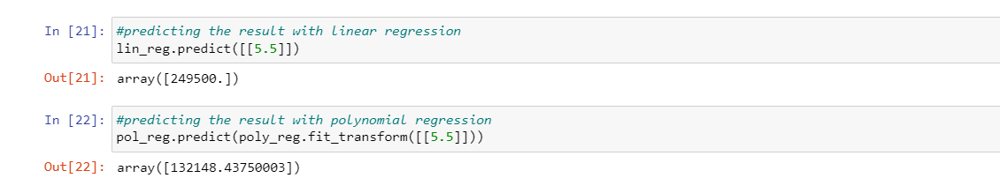 In [21]: #predicting the result with linear regression
lin_reg.predict([[5.5]])
Out[21]: array([249500.])
In [22]: #predicting the result with polynomial regression
pol_reg.predict(poly_reg.fit_transform([[5.5]]))
Out[22]: array([132148.43750003])